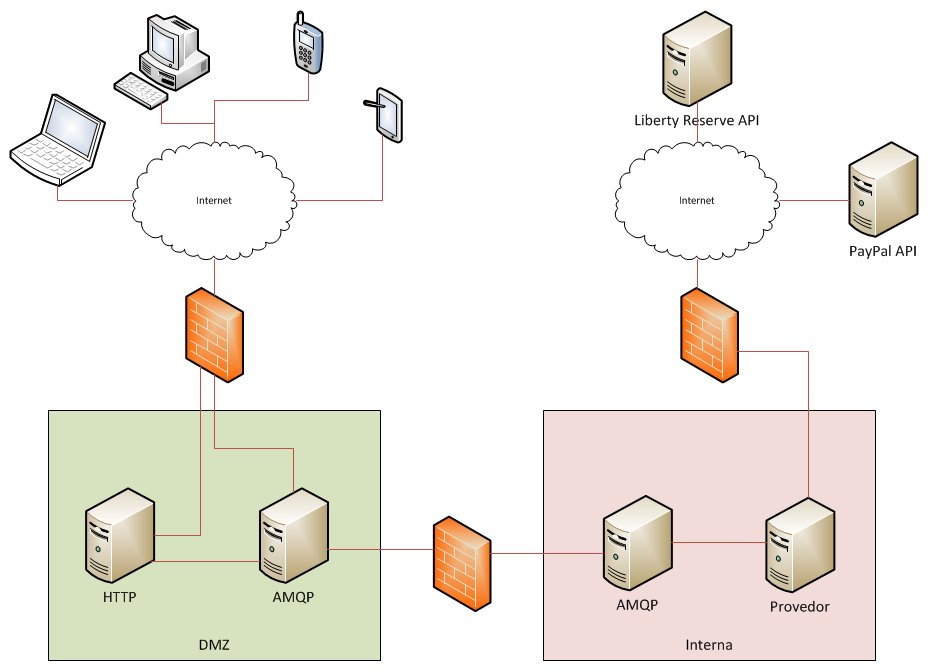 Liberty Reserve API
Internet
Internet
PayPal API
HTTP
AMQP
AMQP
Provedor
DMZ
Interna